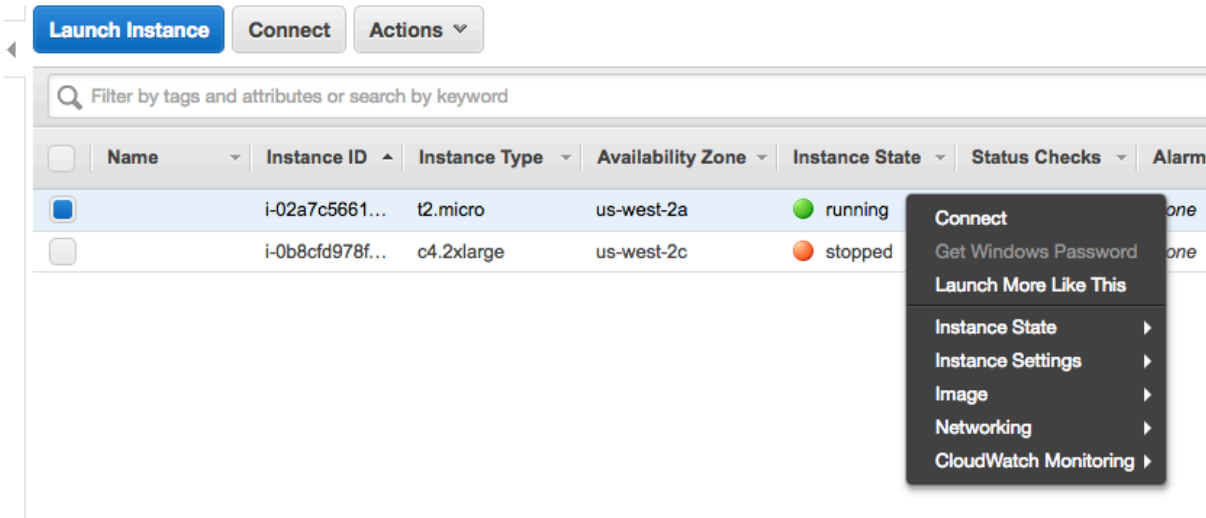 Launch Instance Connect Actions
Filter by tags and attributes or search by keyword
Name Instance ID Instance Type Availability Zone Instance State Status Checks Alarm
i-02a7c5661... t2.micro us-west-2a running one
i-0b8cfd978f... c4.2xlarge us-west-2c stopped one
Connect
Get Windows Password
Launch More Like This
Instance State
Instance Settings
Image
Networking
CloudWatch Monitoring